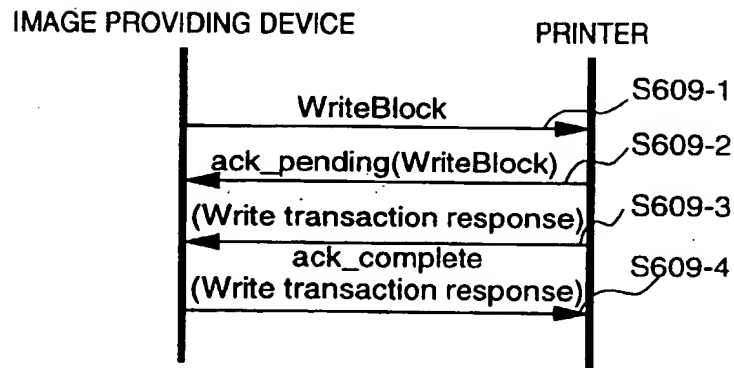 IMAGE PROVIDING DEVICE
PRINTER
WriteBlock
S609-1
ack_pending(WriteBlock)
S609-2
(Write transaction response)
S609-3
ack_complete
(Write transaction response)
S609-4